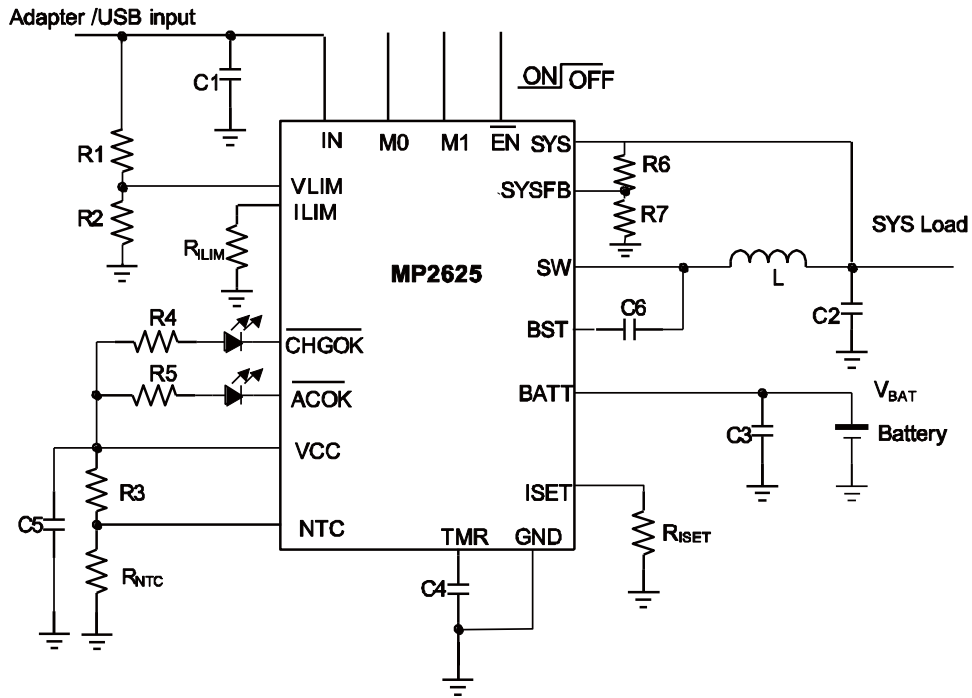 Adapter /USB input
C1
ON OFF
R1
R2
IN
M0
M1
EN
SYS
VLIM
ILIM
SYSFB
R6
R7
SYS Load
RILIM
MP2625
SW
L
C6
BST
C2
R4
CHGOK
R5
ACOK
BATT
VBAT
C3
Battery
VCC
R3
ISET
C5
NTC
TMR
GND
RISET
RNTC
C4